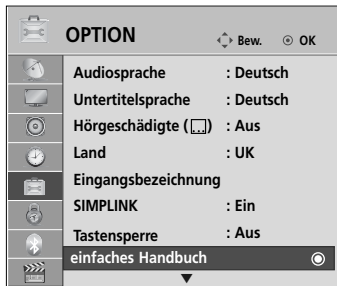 OPTION Bew. OK
Audiosprache : Deutsch
Untertitelsprache : Deutsch
Hörgeschädigte ( ) : Aus
Land : UK
Eingangsbezeichnung
SIMPLINK : Ein
Tastensperre : Aus
einfaches Handbuch